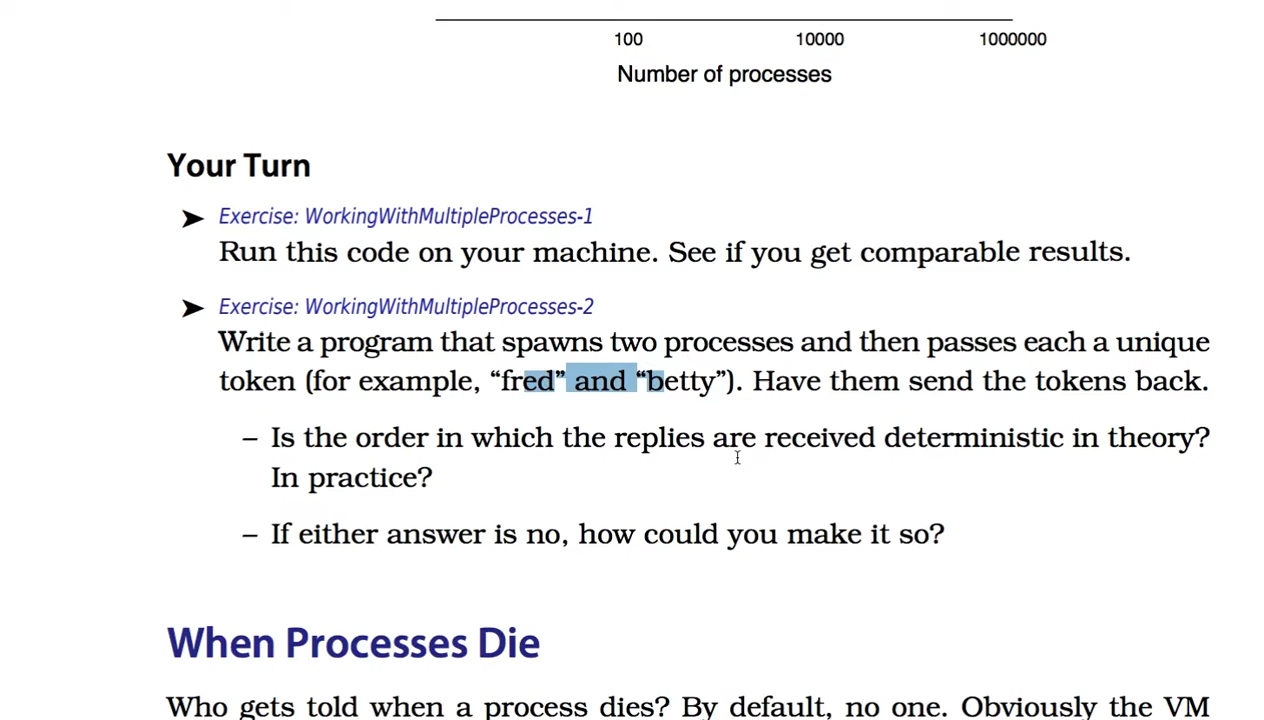 100 10000 1000000
Number of processes
Your Turn
➤ Exercise: WorkingWithMultipleProcesses-1
Run this code on your machine. See if you get comparable results.
➤ Exercise: WorkingWithMultipleProcesses-2
Write a program that spawns two processes and then passes each a unique
token (for example, “fred” and “betty”). Have them send the tokens back.
– Is the order in which the replies are received deterministic in theory?
In practice?
– If either answer is no, how could you make it so?
When Processes Die
Who gets told when a process dies? By default, no one. Obviously the VM